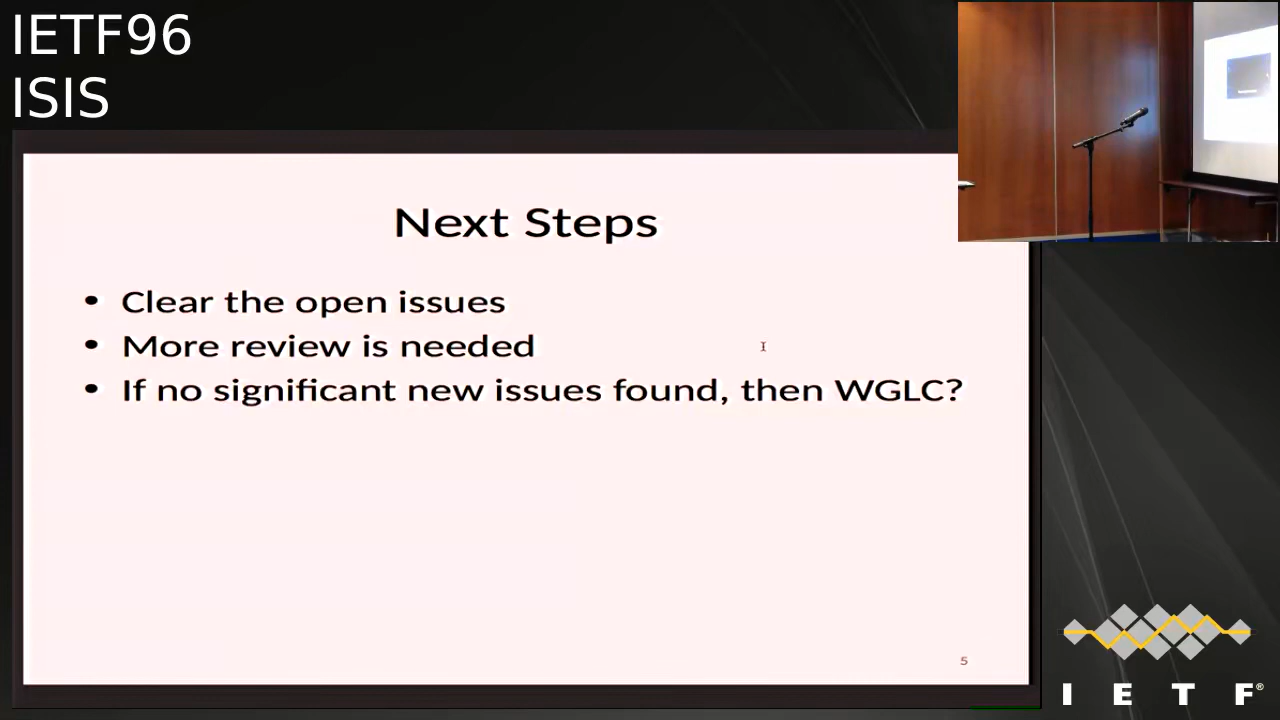 IETF96
ISIS
Next Steps
• Clear the open issues
• More review is needed
• If no significant new issues found, then WGLC?
5
I E T F®